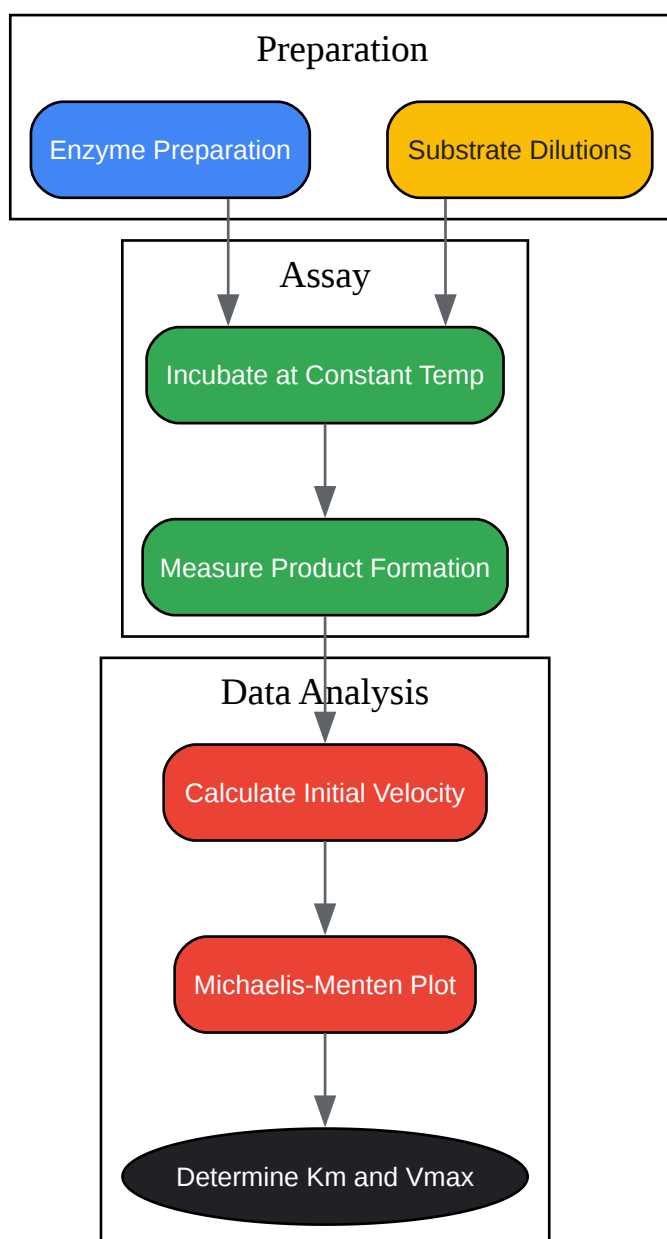 Preparation
Enzyme Preparation
Substrate Dilutions
Assay
Incubate at Constant Temp
Measure Product Formation
Data Analysis
Calculate Initial Velocity
Michaelis-Menten Plot
Determine Km and Vmax